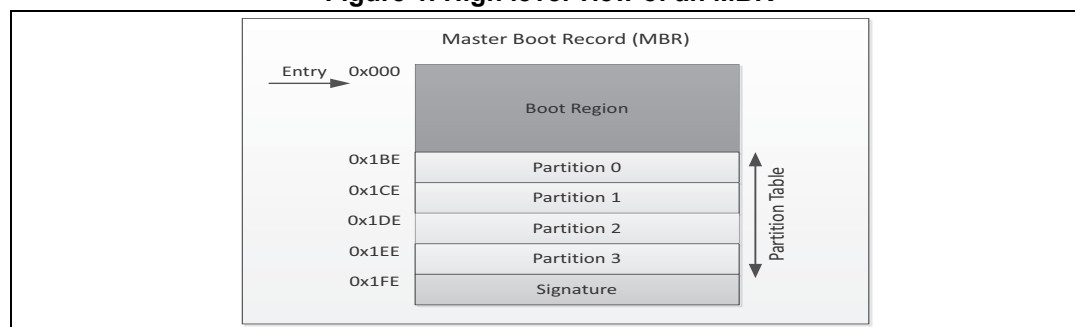 Figure 1. High level view of an MBR
Master Boot Record (MBR)
Entry 0x000
Boot Region
0x1BE Partition 0
0x1CE Partition 1
0x1DE Partition 2
0x1EE Partition 3
0x1FE Signature
Partition Table